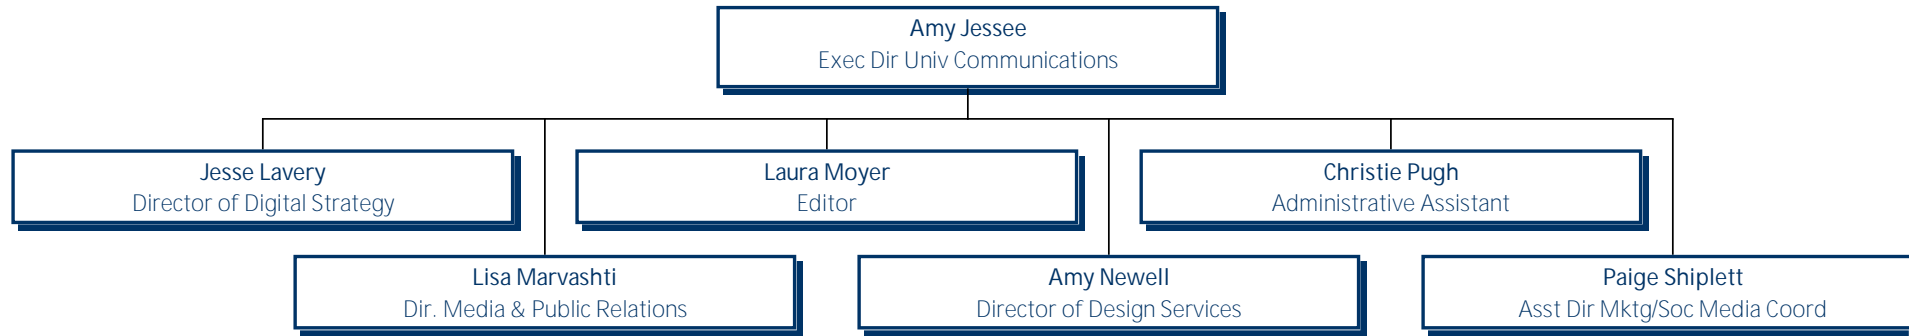 Amy Jessee
Exec Dir Univ Communications
Jesse Lavery
Director of Digital Strategy
Laura Moyer
Editor
Christie Pugh
Administrative Assistant
Lisa Marvashti
Dir. Media & Public Relations
Amy Newell
Director of Design Services
Paige Shiplett
Asst Dir Mktg/Soc Media Coord